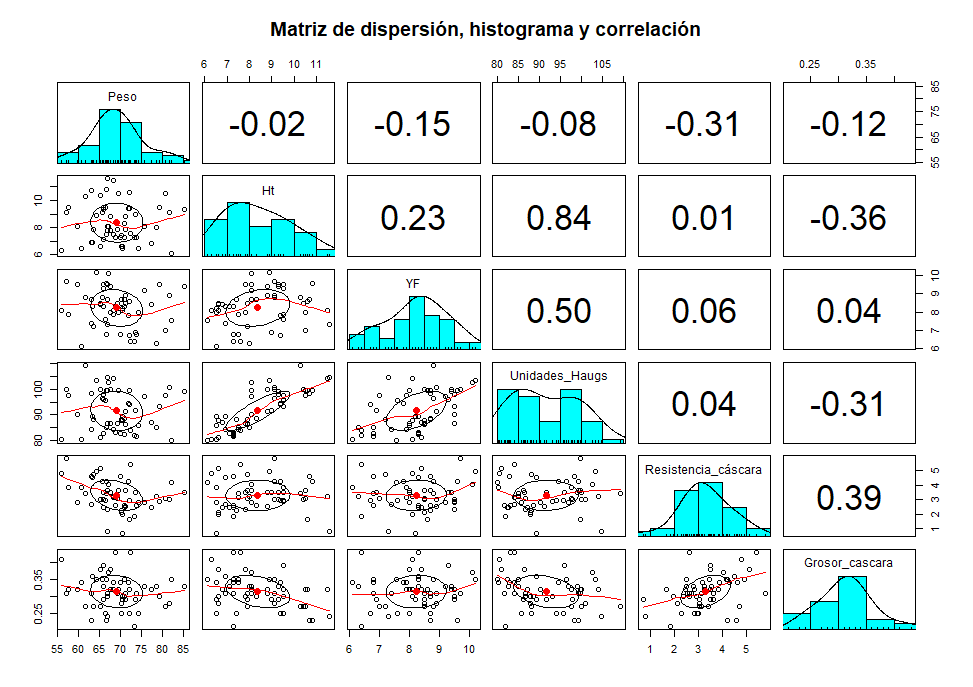 Matriz de dispersión, histograma y correlación
6 7 8 9 10 11
80 85 90 95 105
0.25 0.35
Peso
-0.02
-0.15
-0.08
-0.31
-0.12
55 65 75 85
6 8 10
Ht
0.23
0.84
0.01
-0.36
YF
0.50
0.06
0.04
6 7 8 9 10
80 90 100
Unidades_Haugs
0.04
-0.31
Resistencia_cáscara
0.39
1 2 3 4 5
0.25 0.35
Grosor_cascara
55 60 65 70 75 80 85
6 7 8 9 10
1 2 3 4 5